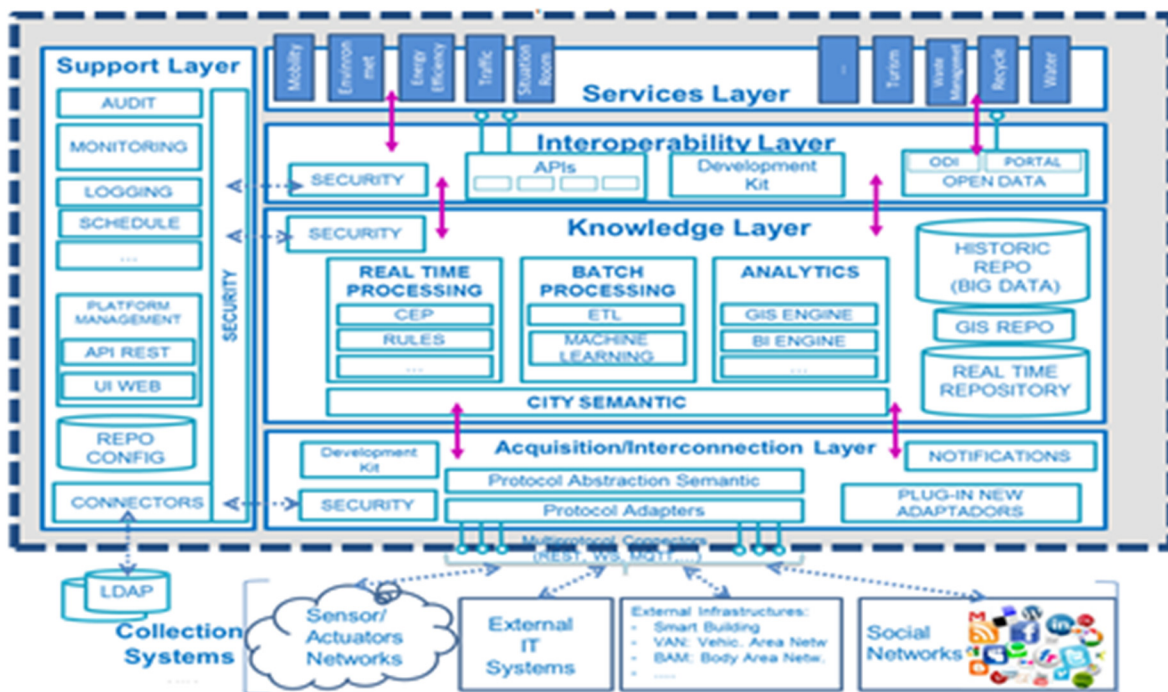 Support Layer
AUDIT
MONITORING
LOGGING
SCHEDULE
...
PLATFORM
MANAGEMENT
API REST
UI WEB
REPO
CONFIG
CONNECTORS
SECURITY
LDAP
Mobility
Environ
met
Energy
Efficiency
Traffic
Situation
Room
...
Turism
Waste
Managment
Recycle
Water
Services Layer
Interoperability Layer
SECURITY
APIs
Development
Kit
ODI
PORTAL
OPEN DATA
SECURITY
Knowledge Layer
REAL TIME
PROCESSING
CEP
RULES
...
BATCH
PROCESSING
ETL
MACHINE
LEARNING
ANALYTICS
GIS ENGINE
BI ENGINE
...
HISTORIC
REPO
(BIG DATA)
GIS REPO
REAL TIME
REPOSITORY
CITY SEMANTIC
Acquisition/Interconnection Layer
Development
Kit
SECURITY
Protocol Abstraction Semantic
Protocol Adapters
NOTIFICATIONS
PLUG-IN NEW
ADAPTADORS
Multiprotocol Connectors
(REST, WS, MQTT,....)
Collection
Systems
.....
Sensor/
Actuators
Networks
External
IT
Systems
External Infrastructures:
- Smart Building
- VAN: Vehic. Area Netw
- BAM: Body Area Netw.
- ....
Social
Networks